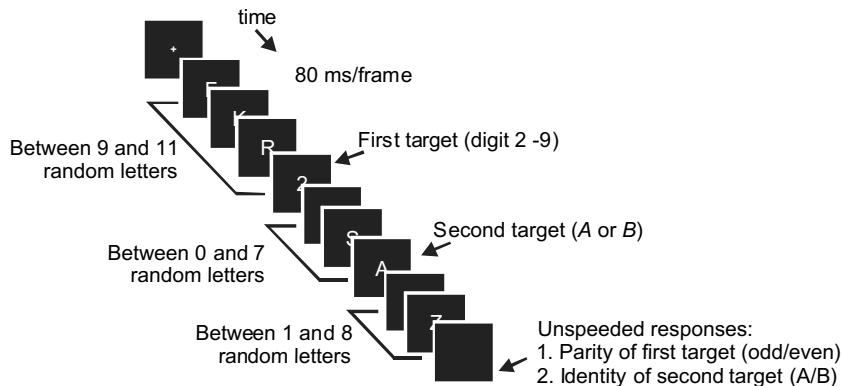 time
80 ms/frame
K
R
First target (digit 2 -9)
Between 9 and 11
random letters
2
S
Second target (A or B)
Between 0 and 7
random letters
A
Z
Between 1 and 8
random letters
Unspeeded responses:
1. Parity of first target (odd/even)
2. Identity of second target (A/B)